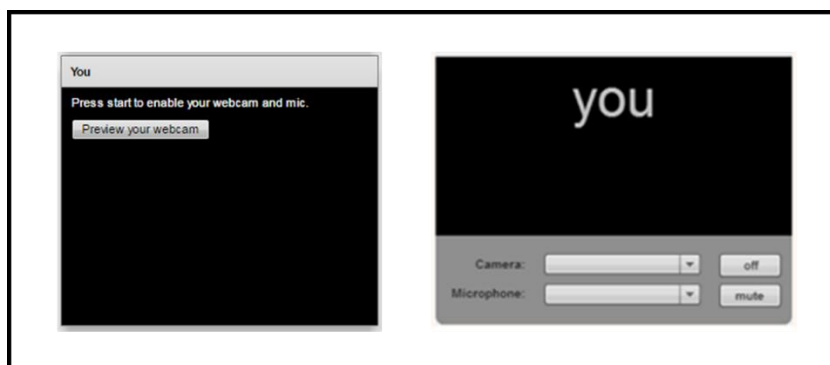 You
Press start to enable your webcam and mic.
Preview your webcam
you
Camera:
off
Microphone:
mute